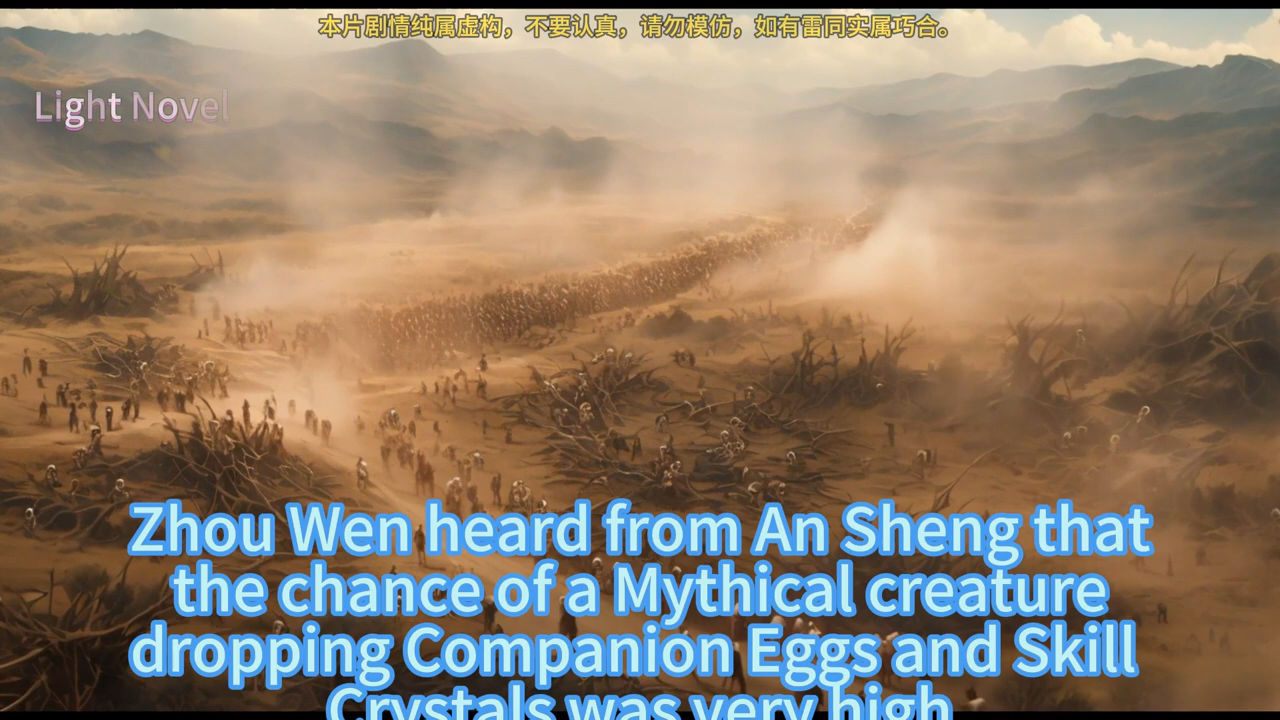 本片剧情纯属虚构，不要认真，请勿模仿，如有雷同实属巧合。
Light Novel
Zhou Wen heard from An Sheng that
the chance of a Mythical creature
dropping Companion Eggs and Skill
Crystals was very high